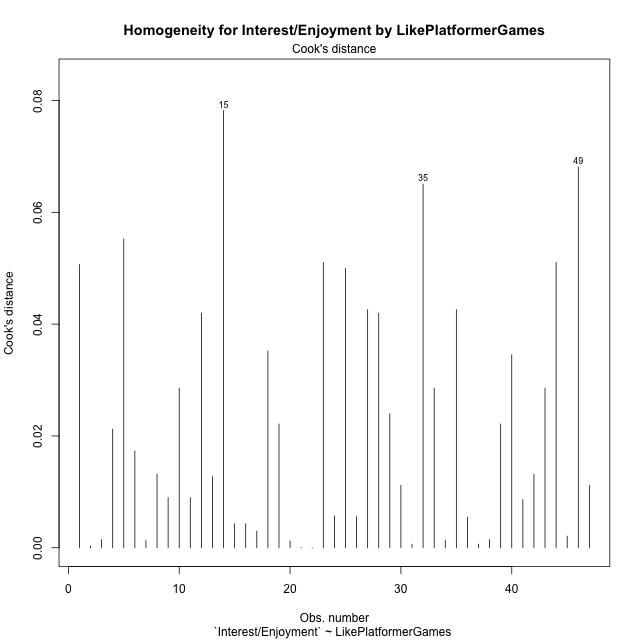 Homogeneity for Interest/Enjoyment by LikePlatformerGames
Cook's distance
15
35
49
Cook's distance
0.00
0.02
0.04
0.06
0.08
0 10 20 30 40
Obs. number
`Interest/Enjoyment` ~ LikePlatformerGames